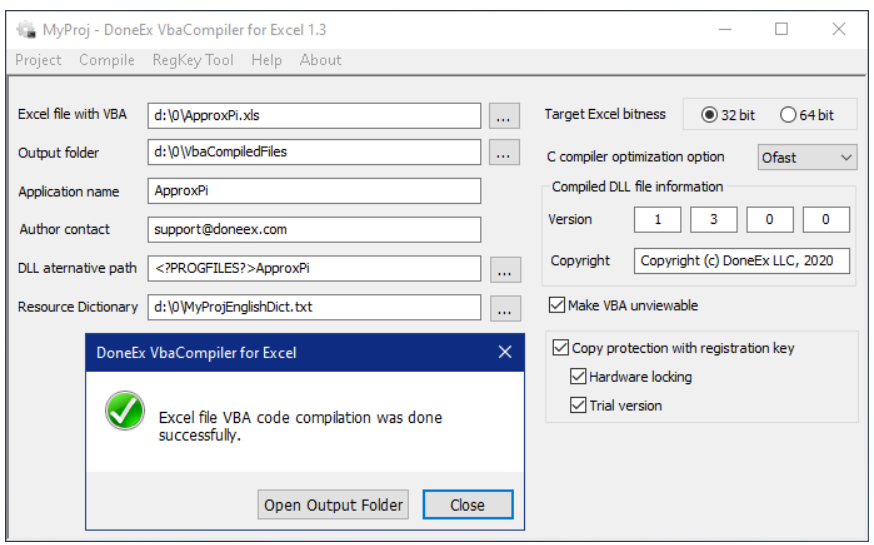 MyProj - DoneEx VbaCompiler for Excel 1.3
Project Compile RegKey Tool Help About
Excel file with VBA d:\0\ApproxPi.xls ...
Output folder d:\0\VbaCompiledFiles ...
Application name ApproxPi
Author contact support@doneex.com
DLL aternative path <?PROGFILES?>ApproxPi ...
Resource Dictionary d:\0\MyProjEnglishDict.txt ...
Target Excel bitness 32 bit 64 bit
C compiler optimization option Ofast
Compiled DLL file information
Version 1 3 0 0
Copyright Copyright (c) DoneEx LLC, 2020
Make VBA unviewable
Copy protection with registration key
Hardware locking
Trial version
DoneEx VbaCompiler for Excel
Excel file VBA code compilation was done
successfully.
Open Output Folder Close